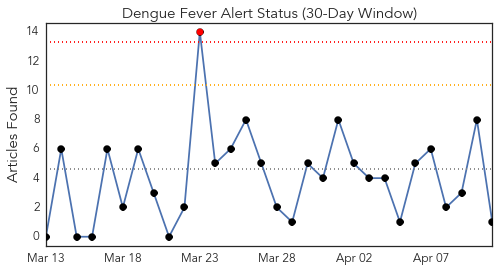 Dengue Fever Alert Status (30-Day Window)
Articles Found
14
12
10
8
6
4
2
0
Mar 13
Mar 18
Mar 23
Mar 28
Apr 02
Apr 07